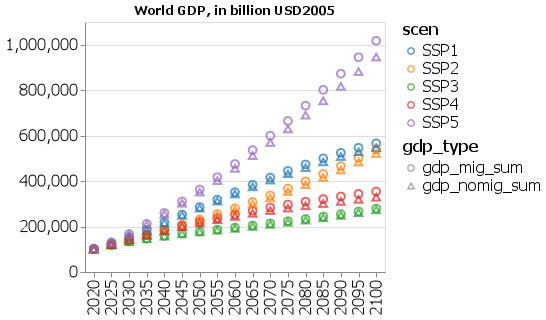 World GDP, in billion USD2005
1,000,000
800,000
600,000
400,000
200,000
0
2020
2025
2030
2035
2040
2045
2050
2055
2060
2065
2070
2075
2080
2085
2090
2095
2100
scen
SSP1
SSP2
SSP3
SSP4
SSP5
gdp_type
gdp_mig_sum
gdp_nomig_sum